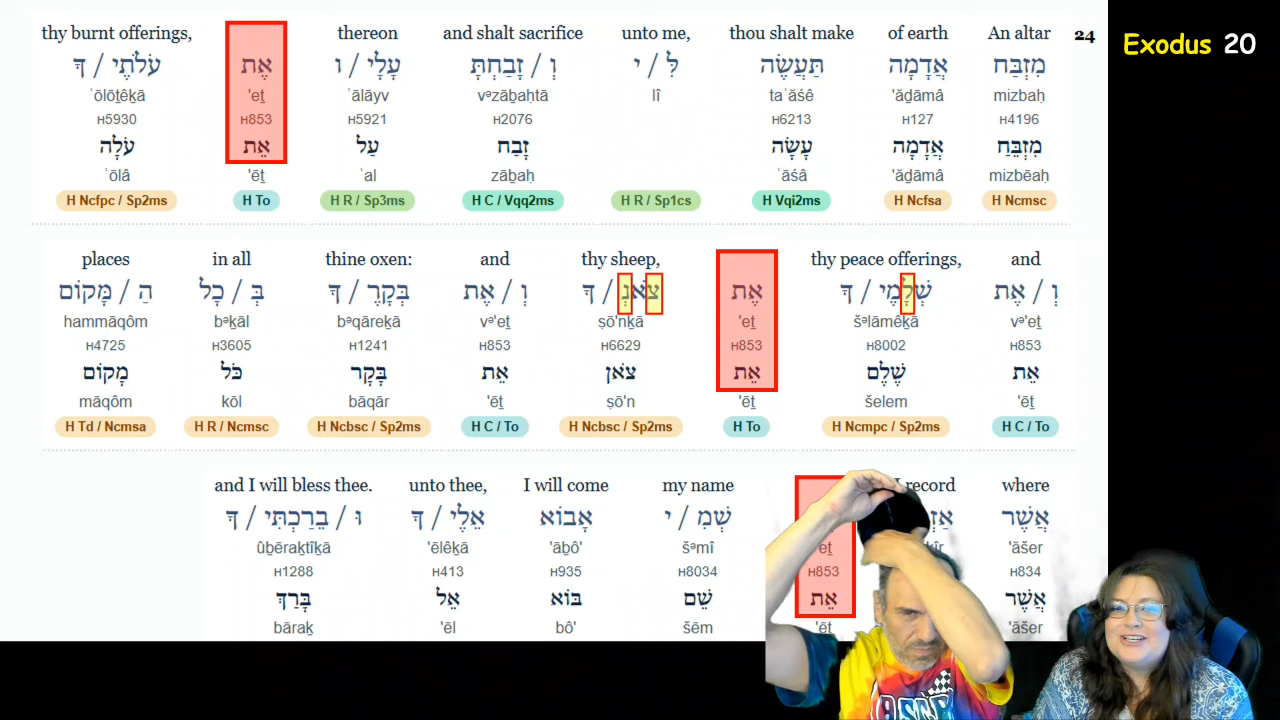 Exodus 20
24 An altar of earth thou shalt make unto me, and shalt sacrifice thereon thy burnt offerings,
מִזְבַּח אֲדָמָה תַּעֲשֶׂה לִּ / י וְ / זָבַחְתָּ עָלָי / ו אֶת עֹלֹתֶי / ךָ
mizbaḥ 'ăḏāmâ taʿăśê lî vᵊzāḇaḥtā ʿālāyv 'eṯ ʿōlōṯêḵā
H4196 H127 H6213 H2076 H5921 H853 H5930
מִזְבֵּחַ אֲדָמָה עָשָׂה זָבַח עַל אֵת עֹלָה
mizbēaḥ 'ăḏāmâ ʿāśâ zāḇaḥ ʿal 'ēṯ ʿōlâ
H Ncmsc H Ncfsa H Vqi2ms H R / Sp1cs H C / Vqq2ms H R / Sp3ms H To H Ncfpc / Sp2ms
and thy peace offerings, thy sheep, and thine oxen: in all places
וְ / אֶת שְׁלָמֶי / ךָ אֶת צֹאנְ / ךָ וְ / אֶת בְּקָרֶ / ךָ בְּ / כָל הַ / מָּקוֹם
vᵊ'eṯ šᵊlāmêḵā 'eṯ ṣō'nḵā vᵊ'eṯ bᵊqāreḵā bᵊḵāl hammāqôm
H853 H8002 H853 H6629 H853 H1241 H3605 H4725
אֵת שֶׁלֶם אֵת צֹאן אֵת בָּקָר כֹּל מָקוֹם
'ēṯ šelem 'ēṯ ṣō'n 'ēṯ bāqār kōl māqôm
H C / To H Ncmpc / Sp2ms H To H Ncbsc / Sp2ms H C / To H Ncbsc / Sp2ms H R / Ncmsc H Td / Ncmsa
where I record my name I will come unto thee, and I will bless thee.
אֲשֶׁר שְׁמִ / י אָבוֹא אֵלֶי / ךָ וּ / בֵרַכְתִּי / ךָ
'ăšer 'eṯ šᵊmî 'āḇô' 'ēlêḵā ûḇēraḵtîḵā
H834 H853 H8034 H935 H413 H1288
אֲשֶׁר אֵת שֵׁם בּוֹא אֵל בָּרַךְ
'ăšer 'ēṯ šēm bô' 'ēl bāraḵ